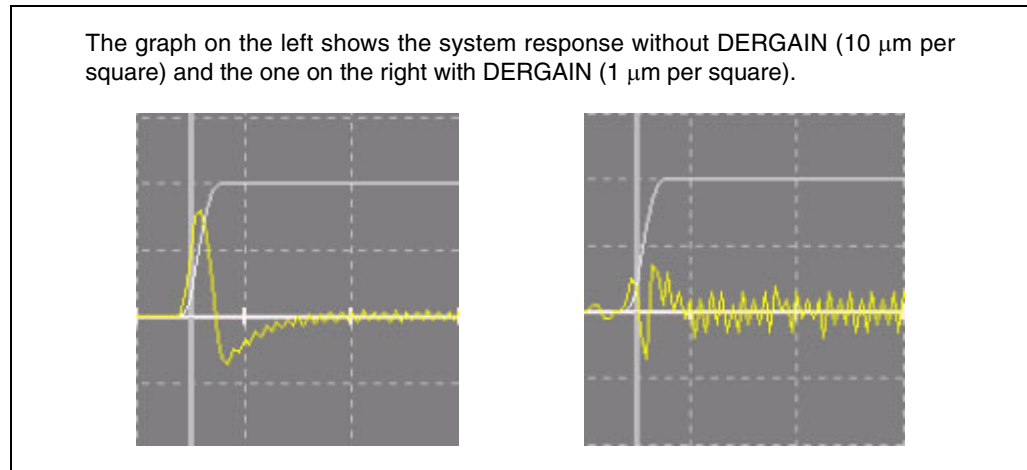 The graph on the left shows the system response without DERGAIN (10 μm per
square) and the one on the right with DERGAIN (1 μm per square).